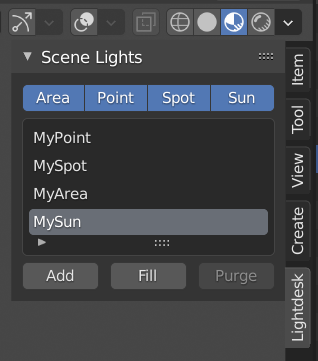 Scene Lights
Area Point Spot Sun
MyPoint
MySpot
MyArea
MySun
Add Fill Purge
Item
Tool
View
Create
Lightdesk